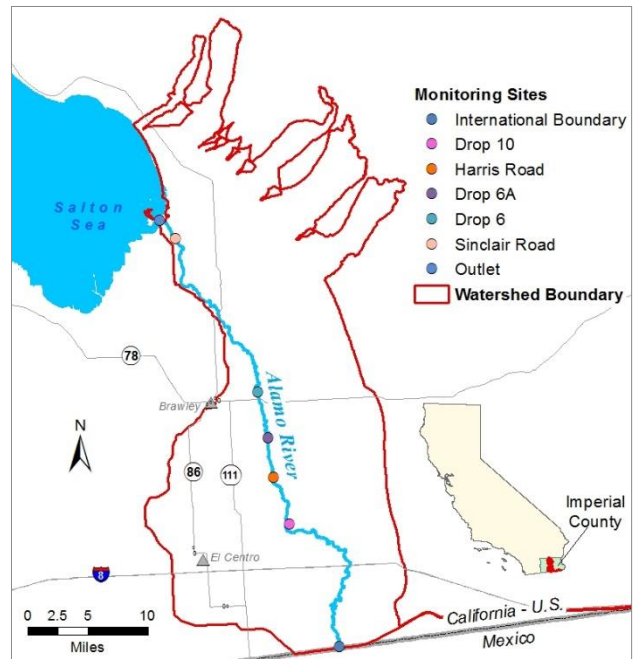 Monitoring Sites
International Boundary
Drop 10
Harris Road
Drop 6A
Drop 6
Sinclair Road
Outlet
Watershed Boundary
Salton
Sea
78
Brawley
Alamo River
N
86
111
El Centro
8
Imperial
County
0 2.5 5 10
Miles
California - U.S.
Mexico